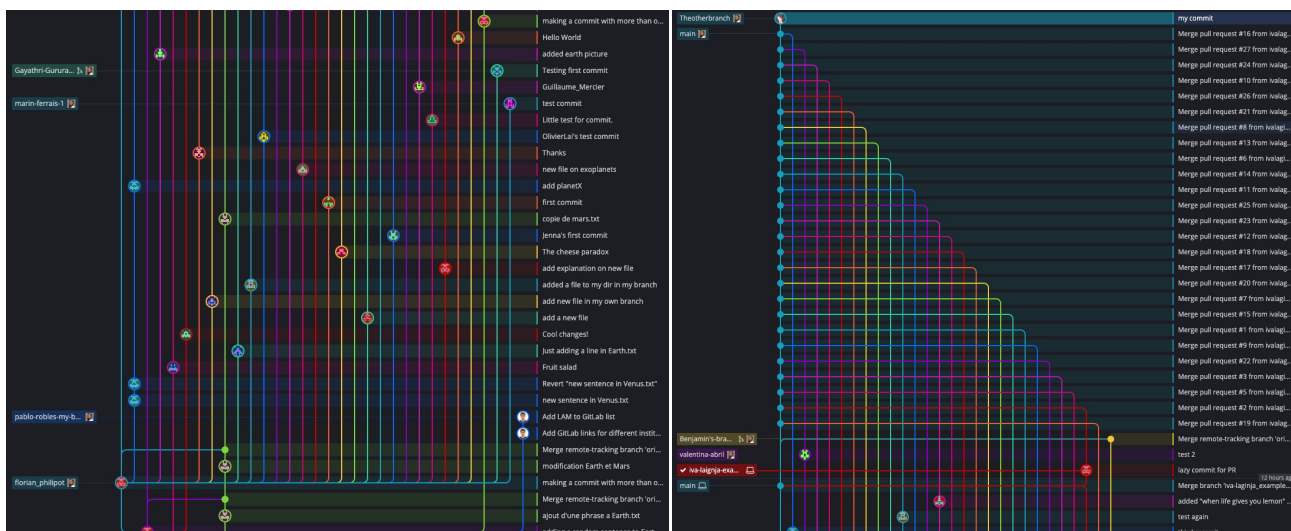 making a commit with more than o...
Hello World
added earth picture
Gayathri-Gurura... Testing first commit
Guillaume_Mercier
marin-ferrais-1 test commit
Little test for commit.
OlivierLai's test commit
Thanks
new file on exoplanets
add planetX
first commit
copie de mars.txt
Jenna's first commit
The cheese paradox
add explanation on new file
added a file to my dir in my branch
add new file in my own branch
add a new file
Cool changes!
Just adding a line in Earth.txt
Fruit salad
Revert "new sentence in Venus.txt"
new sentence in Venus.txt
pablo-robles-my-b... Add LAM to GitLab list
Add GitLab links for different instit...
Merge remote-tracking branch 'ori...
modification Earth et Mars
florian_philipot making a commit with more than o...
Merge remote-tracking branch 'ori...
ajout d'une phrase a Earth.txt
Theotherbranch my commit
main Merge pull request #16 from ivalag...
Merge pull request #27 from ivalag...
Merge pull request #24 from ivalag...
Merge pull request #10 from ivalag...
Merge pull request #26 from ivalag...
Merge pull request #21 from ivalag...
Merge pull request #8 from ivalagi...
Merge pull request #13 from ivalag...
Merge pull request #6 from ivalagi...
Merge pull request #14 from ivalag...
Merge pull request #11 from ivalag...
Merge pull request #25 from ivalag...
Merge pull request #23 from ivalag...
Merge pull request #12 from ivalag...
Merge pull request #18 from ivalag...
Merge pull request #17 from ivalag...
Merge pull request #20 from ivalag...
Merge pull request #7 from ivalagi...
Merge pull request #15 from ivalag...
Merge pull request #1 from ivalagi...
Merge pull request #9 from ivalagi...
Merge pull request #22 from ivalag...
Merge pull request #3 from ivalagi...
Merge pull request #5 from ivalagi...
Merge pull request #2 from ivalagi...
Merge pull request #19 from ivalag...
Benjamin's-bra... Merge remote-tracking branch 'ori...
valentina-abril test 2
iva-laignja-exa... lazy commit for PR
12 hours ag
main Merge branch 'iva-laginja_example...
added "when life gives you lemon" ...
test again